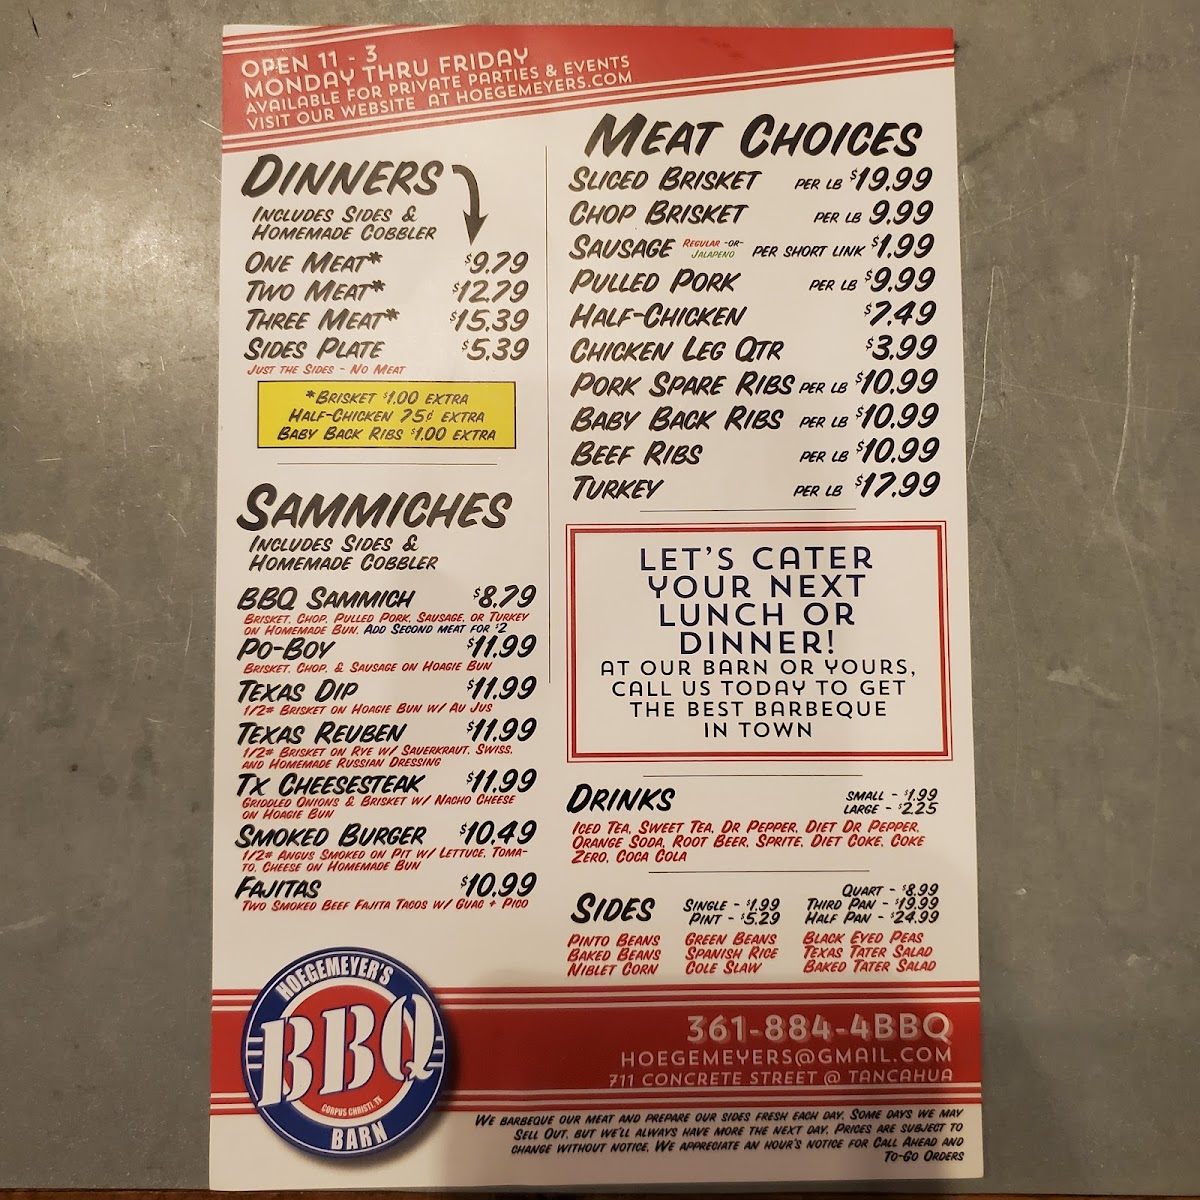 OPEN 11 - 3
MONDAY THRU FRIDAY
AVAILABLE FOR PRIVATE PARTIES & EVENTS
VISIT OUR WEBSITE AT HOEGEMEYERS.COM
DINNERS
INCLUDES SIDES &
HOMEMADE COBBLER
ONE MEAT* $9.79
TWO MEAT* $12.79
THREE MEAT* $15.39
SIDES PLATE $5.39
JUST THE SIDES - NO MEAT
*BRISKET $1.00 EXTRA
HALF-CHICKEN 75¢ EXTRA
BABY BACK RIBS $1.00 EXTRA
SAMMICHES
INCLUDES SIDES &
HOMEMADE COBBLER
BBQ SAMMICH $8.79
BRISKET, CHOP, PULLED PORK, SAUSAGE, OR TURKEY
ON HOMEMADE BUN. ADD SECOND MEAT FOR $2
PO-BOY $11.99
BRISKET, CHOP, & SAUSAGE ON HOAGIE BUN
TEXAS DIP $11.99
1/2# BRISKET ON HOAGIE BUN W/ AU JUS
TEXAS REUBEN $11.99
1/2# BRISKET ON RYE W/ SAUERKRAUT, SWISS,
AND HOMEMADE RUSSIAN DRESSING
TX CHEESESTEAK $11.99
GRIDDLED ONIONS & BRISKET W/ NACHO CHEESE
ON HOAGIE BUN
SMOKED BURGER $10.49
1/2# ANGUS SMOKED ON PIT W/ LETTUCE, TOMA-
TO, CHEESE ON HOMEMADE BUN
FAJITAS $10.99
TWO SMOKED BEEF FAJITA TACOS W/ GUAC + PICO
MEAT CHOICES
SLICED BRISKET PER LB $19.99
CHOP BRISKET PER LB 9.99
SAUSAGE REGULAR -OR- JALAPENO PER SHORT LINK $1.99
PULLED PORK PER LB $9.99
HALF-CHICKEN $7.49
CHICKEN LEG QTR $3.99
PORK SPARE RIBS PER LB $10.99
BABY BACK RIBS PER LB $10.99
BEEF RIBS PER LB $10.99
TURKEY PER LB $17.99
LET'S CATER
YOUR NEXT
LUNCH OR
DINNER!
AT OUR BARN OR YOURS,
CALL US TODAY TO GET
THE BEST BARBEQUE
IN TOWN
DRINKS
SMALL - $1.99
LARGE - $2.25
ICED TEA, SWEET TEA, DR PEPPER, DIET DR PEPPER,
ORANGE SODA, ROOT BEER, SPRITE, DIET COKE, COKE
ZERO, COCA COLA
SIDES
SINGLE - $1.99
PINT - $5.29
QUART - $8.99
THIRD PAN - $19.99
HALF PAN - $24.99
PINTO BEANS GREEN BEANS BLACK EYED PEAS
BAKED BEANS SPANISH RICE TEXAS TATER SALAD
NIBLET CORN COLE SLAW BAKED TATER SALAD
HOEGEMEYER'S
BBQ
CORPUS CHRISTI, TX
BARN
361-884-4BBQ
HOEGEMEYERS@GMAIL.COM
711 CONCRETE STREET @ TANCAHUA
WE BARBEQUE OUR MEAT AND PREPARE OUR SIDES FRESH EACH DAY. SOME DAYS WE MAY
SELL OUT, BUT WE'LL ALWAYS HAVE MORE THE NEXT DAY. PRICES ARE SUBJECT TO
CHANGE WITHOUT NOTICE. WE APPRECIATE AN HOUR'S NOTICE FOR CALL AHEAD AND
TO-GO ORDERS